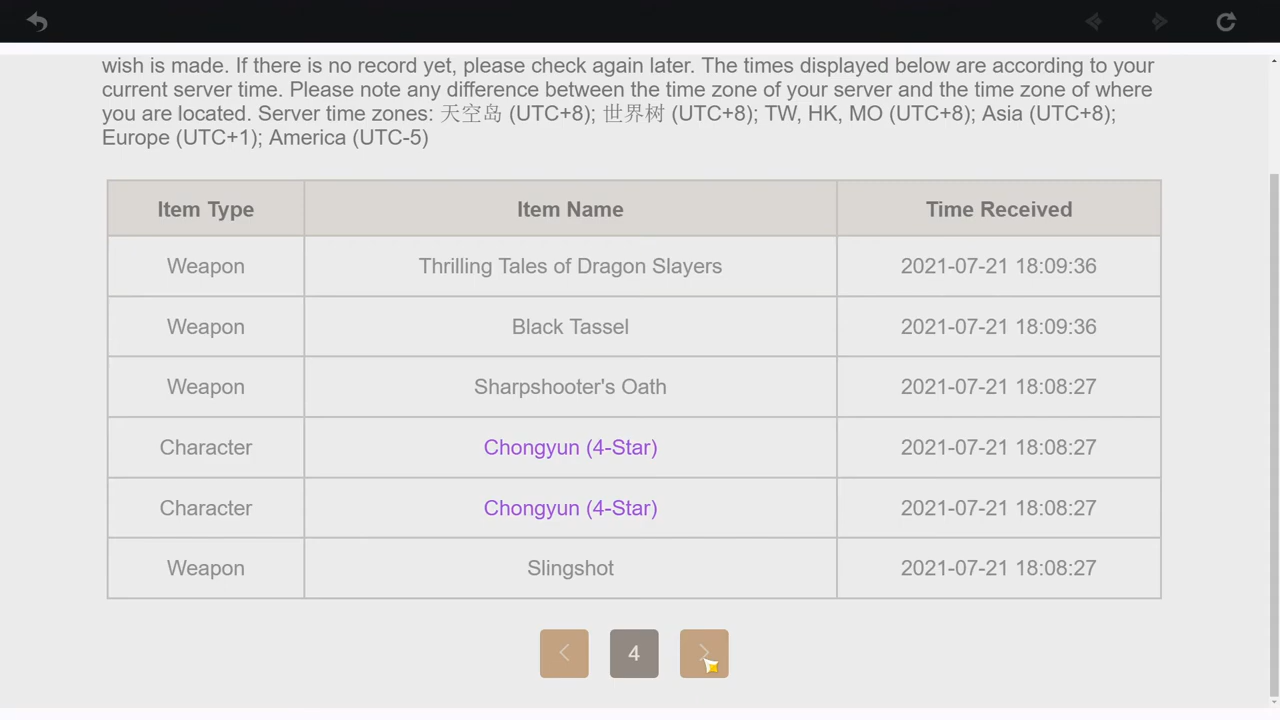 wish is made. If there is no record yet, please check again later. The times displayed below are according to your
current server time. Please note any difference between the time zone of your server and the time zone of where
you are located. Server time zones: 天空岛 (UTC+8); 世界树 (UTC+8); TW, HK, MO (UTC+8); Asia (UTC+8);
Europe (UTC+1); America (UTC-5)
Item Type Item Name Time Received
Weapon Thrilling Tales of Dragon Slayers 2021-07-21 18:09:36
Weapon Black Tassel 2021-07-21 18:09:36
Weapon Sharpshooter's Oath 2021-07-21 18:08:27
Character Chongyun (4-Star) 2021-07-21 18:08:27
Character Chongyun (4-Star) 2021-07-21 18:08:27
Weapon Slingshot 2021-07-21 18:08:27
4